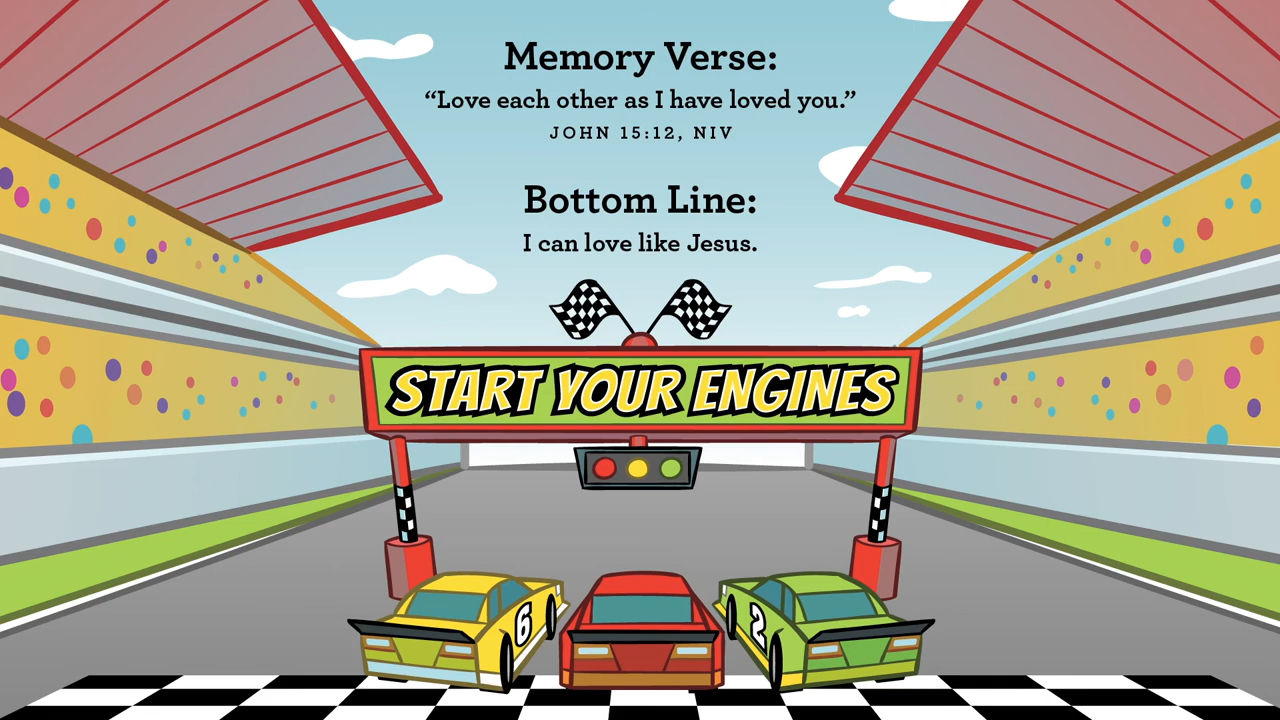 Memory Verse:
“Love each other as I have loved you.”
JOHN 15:12, NIV
Bottom Line:
I can love like Jesus.
START YOUR ENGINES
6
2